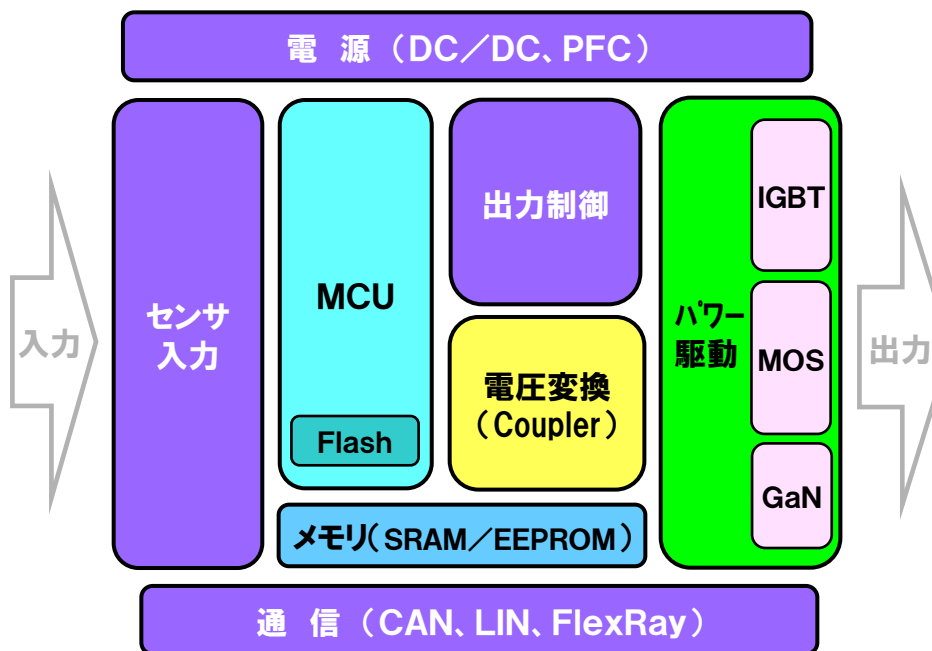 電 源（DC／DC、PFC）
入力
センサ
入力
MCU
Flash
出力制御
電圧変換
（Coupler）
メモリ（SRAM／EEPROM）
パワー
駆動
IGBT
MOS
GaN
出力
通 信（CAN、LIN、FlexRay）